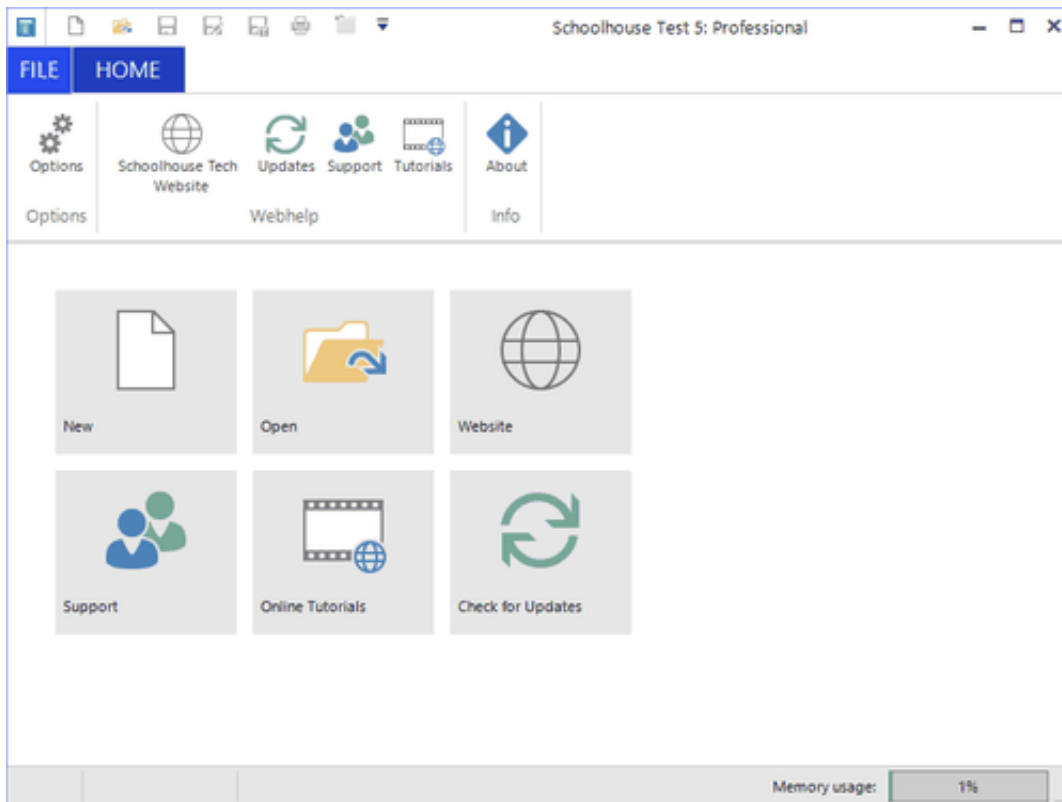 Schoolhouse Test 5: Professional
FILE HOME
Options Schoolhouse Tech Website Updates Support Tutorials About
Options Webhelp Info
New Open Website
Support Online Tutorials Check for Updates
Memory usage: 1%